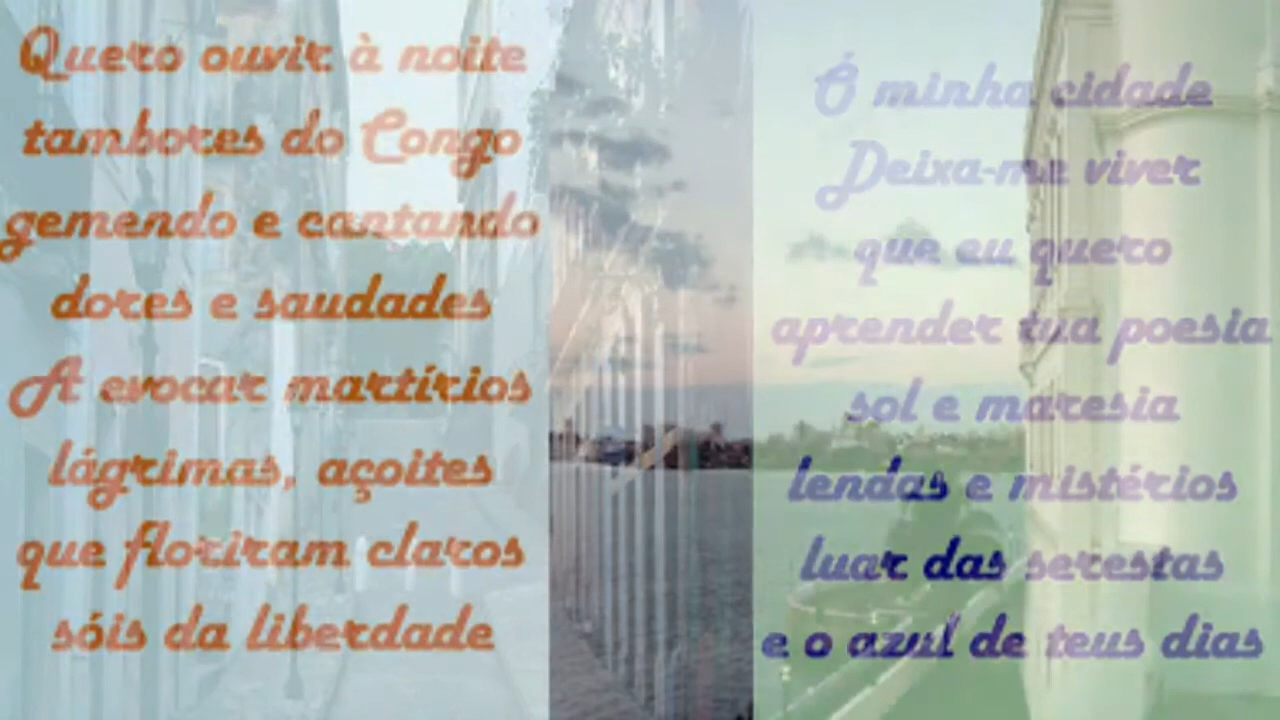 Quero ouvir à noite
tambores do Congo
gemendo e cantando
dores e saudades
A evocar martírios
lágrimas, açoites
que floriram claros
sóis da liberdade
Ó minha cidade
Deixa-me viver
que eu quero
aprender tua poesia
sol e maresia
lendas e mistérios
luar das serestas
e o azul de teus dias